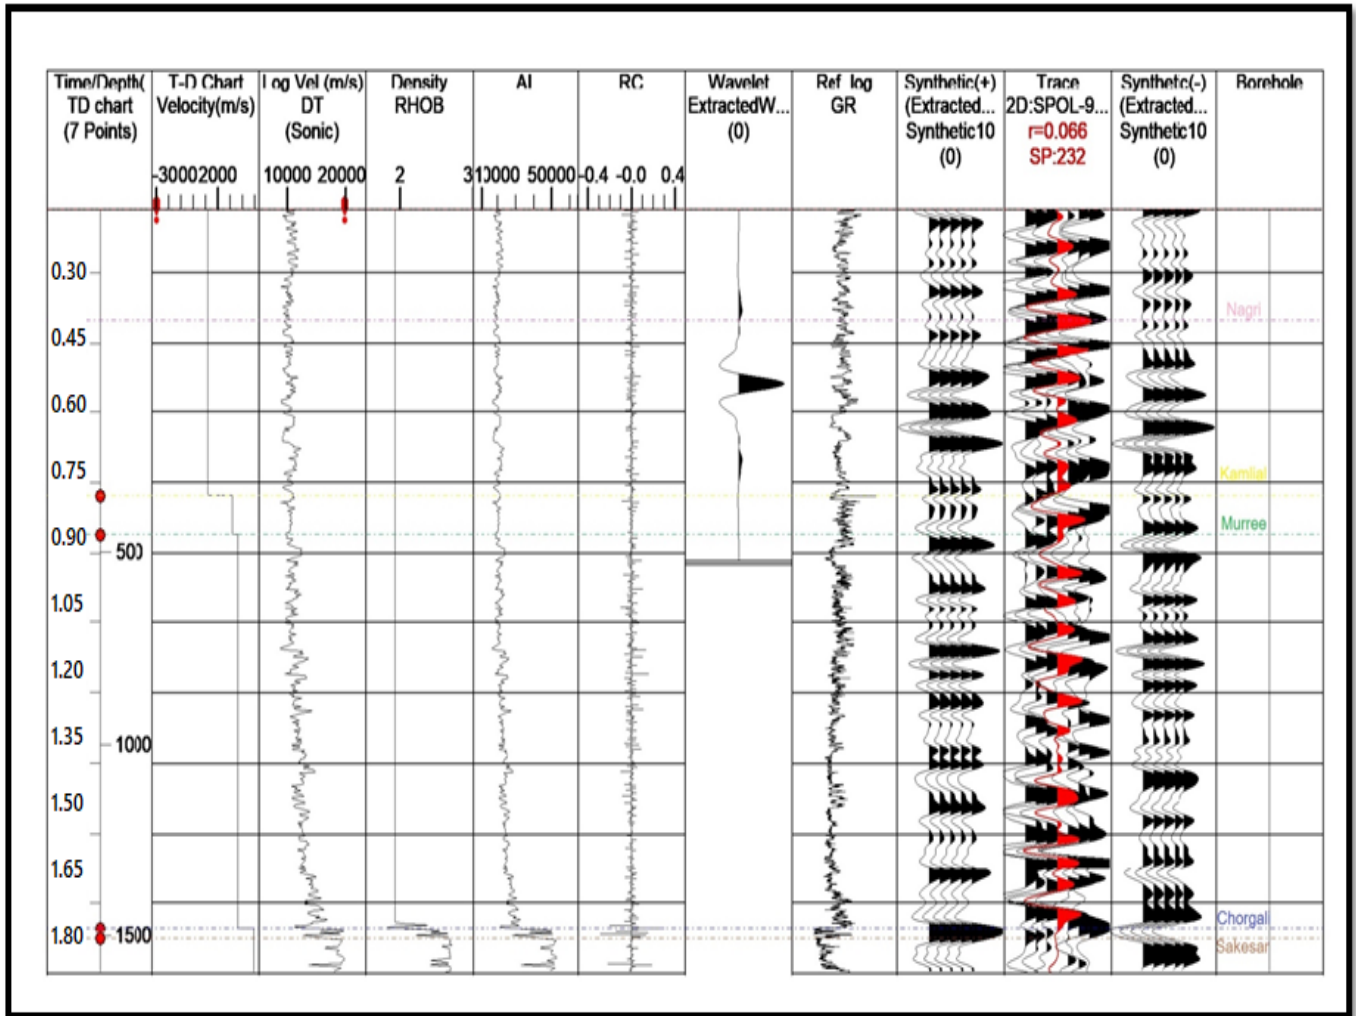 Time/Depth( T-D Chart Log Vel (m/s) Density AI RC Wavelet Ref log Synthetic(+) Trace Synthetic(-) Borehole
TD chart Velocity(m/s) DT RHOB ExtractedW... GR (Extracted... 2D:SPOL-9... (Extracted...
(7 Points) (Sonic) (0) Synthetic10 r=0.066 Synthetic10
(0) SP:232 (0)
-30002000 10000 20000 2 310000 50000 -0.4 -0.0 0.4
0.30
Nagri
0.45
0.60
0.75
Kamlial
Murree
0.90
500
1.05
1.20
1.35
1000
1.50
1.65
Chorgali
1.80 1500
Sakesar